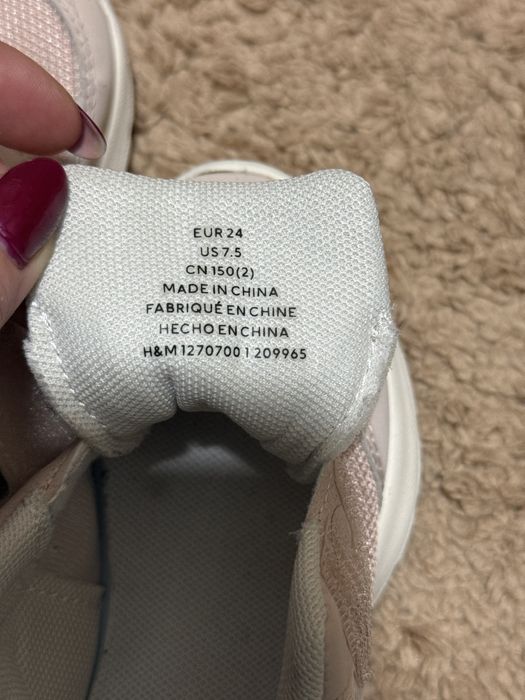 EUR 24
US 7.5
CN 150(2)
MADE IN CHINA
FABRIQUÉ EN CHINE
HECHO EN CHINA
H&M 1270700 1 209965